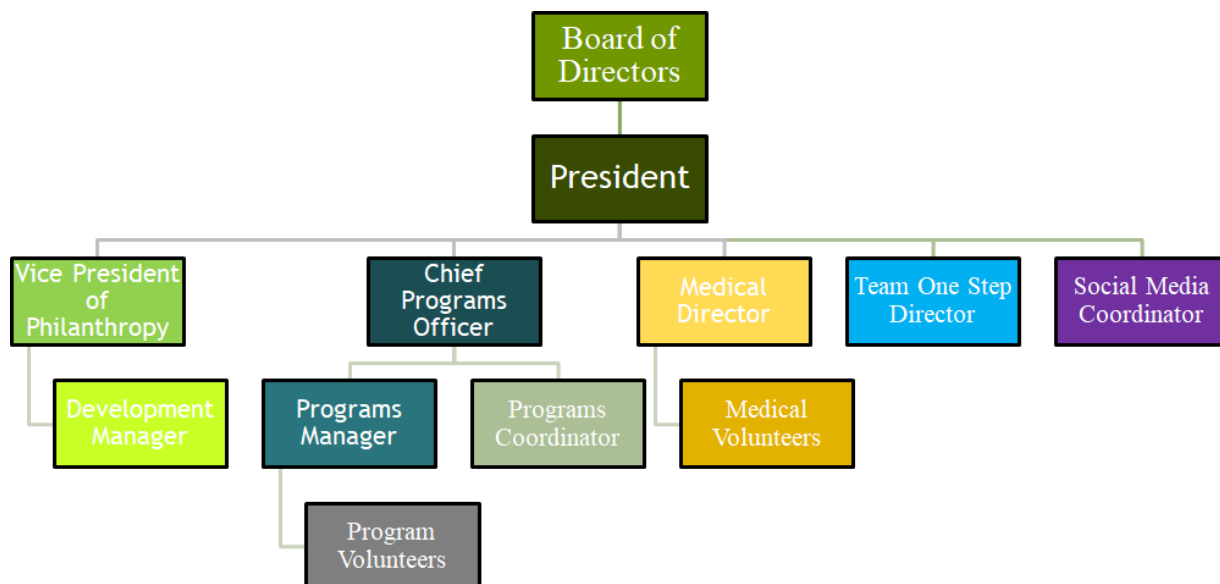 Board of
Directors
President
Vice President
of
Philanthropy
Chief
Programs
Officer
Medical
Director
Team One Step
Director
Social Media
Coordinator
Development
Manager
Programs
Manager
Programs
Coordinator
Medical
Volunteers
Program
Volunteers